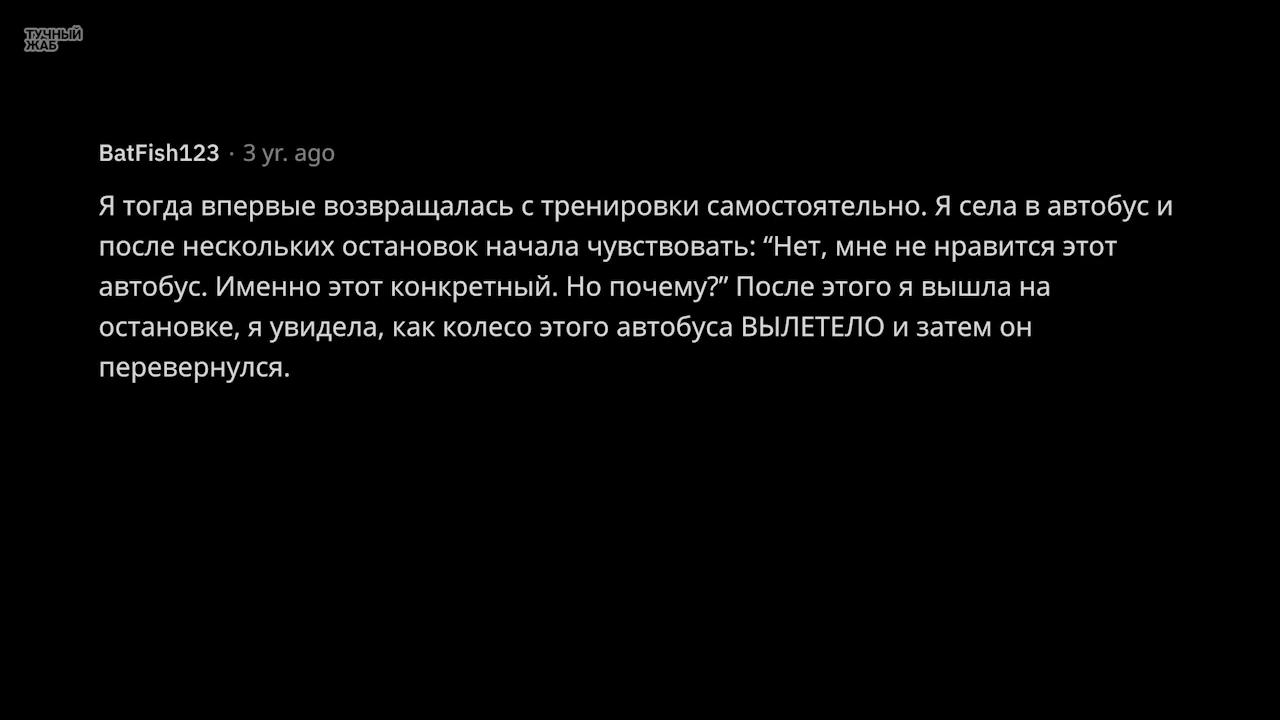 ТУЧНЫЙ
ЖАБ
BatFish123 · 3 yr. ago
Я тогда впервые возвращалась с тренировки самостоятельно. Я села в автобус и
после нескольких остановок начала чувствовать: “Нет, мне не нравится этот
автобус. Именно этот конкретный. Но почему?” После этого я вышла на
остановке, я увидела, как колесо этого автобуса ВЫЛЕТЕЛО и затем он
перевернулся.